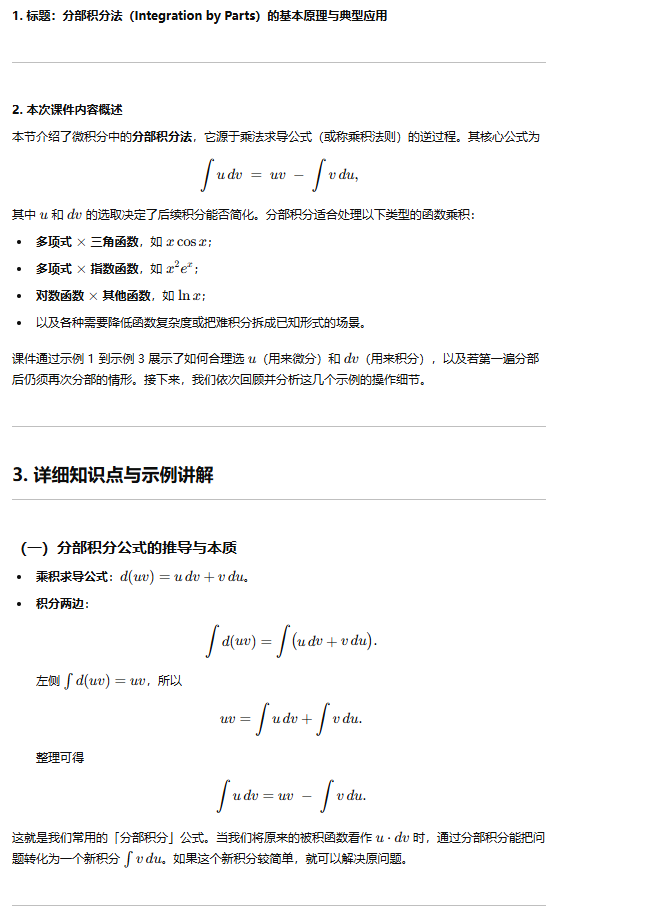 1. 标题：分部积分法（Integration by Parts）的基本原理与典型应用
2. 本次课件内容概述
本节介绍了微积分中的分部积分法，它源于乘法求导公式（或称乘积法则）的逆过程。其核心公式为
∫ u dv = uv − ∫ v du,
其中 u 和 dv 的选取决定了后续积分能否简化。分部积分适合处理以下类型的函数乘积：
• 多项式 × 三角函数，如 x cos x；
• 多项式 × 指数函数，如 x²eˣ；
• 对数函数 × 其他函数，如 ln x；
• 以及各种需要降低函数复杂度或把难积分拆成已知形式的场景。
课件通过示例 1 到示例 3 展示了如何合理选 u（用来微分）和 dv（用来积分），以及若第一遍分部
后仍须再次分部的情形。接下来，我们依次回顾并分析这几个示例的操作细节。
3. 详细知识点与示例讲解
（一）分部积分公式的推导与本质
• 乘积求导公式：d(uv) = u dv + v du。
• 积分两边：
∫ d(uv) = ∫ (u dv + v du).
左侧 ∫ d(uv) = uv，所以
uv = ∫ u dv + ∫ v du.
整理可得
∫ u dv = uv − ∫ v du.
这就是我们常用的「分部积分」公式。当我们将原来的被积函数看作 u · dv 时，通过分部积分能把问
题转化为一个新积分 ∫ v du。如果这个新积分较简单，就可以解决原问题。